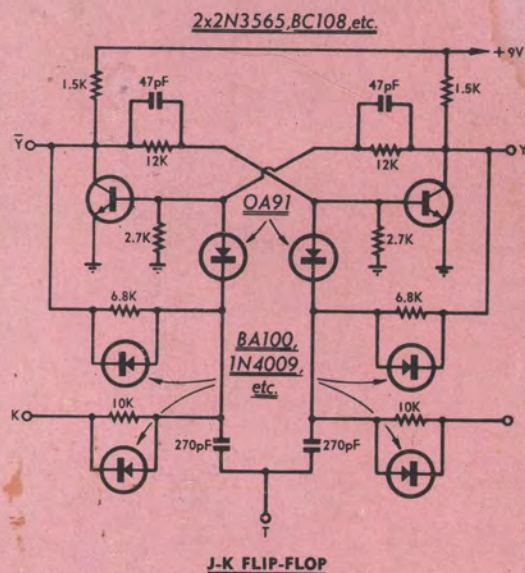 2x2N3565,BC108,etc.
+9V
1.5K
47pF
47pF
1.5K
Y̅
12K
12K
Y
OA91
2.7K
2.7K
6.8K
6.8K
BA100,
1N4009,
etc.
K
10K
10K
270pF
270pF
T
J-K FLIP-FLOP